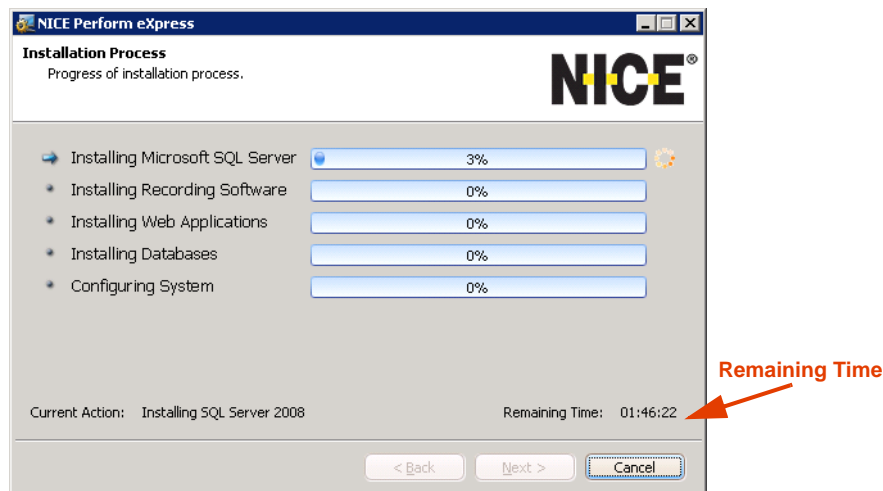 NICE Perform eXpress
Installation Process
Progress of installation process.
NICE®
Installing Microsoft SQL Server 3%
Installing Recording Software 0%
Installing Web Applications 0%
Installing Databases 0%
Configuring System 0%
Remaining Time
Current Action: Installing SQL Server 2008 Remaining Time: 01:46:22
< Back Next > Cancel